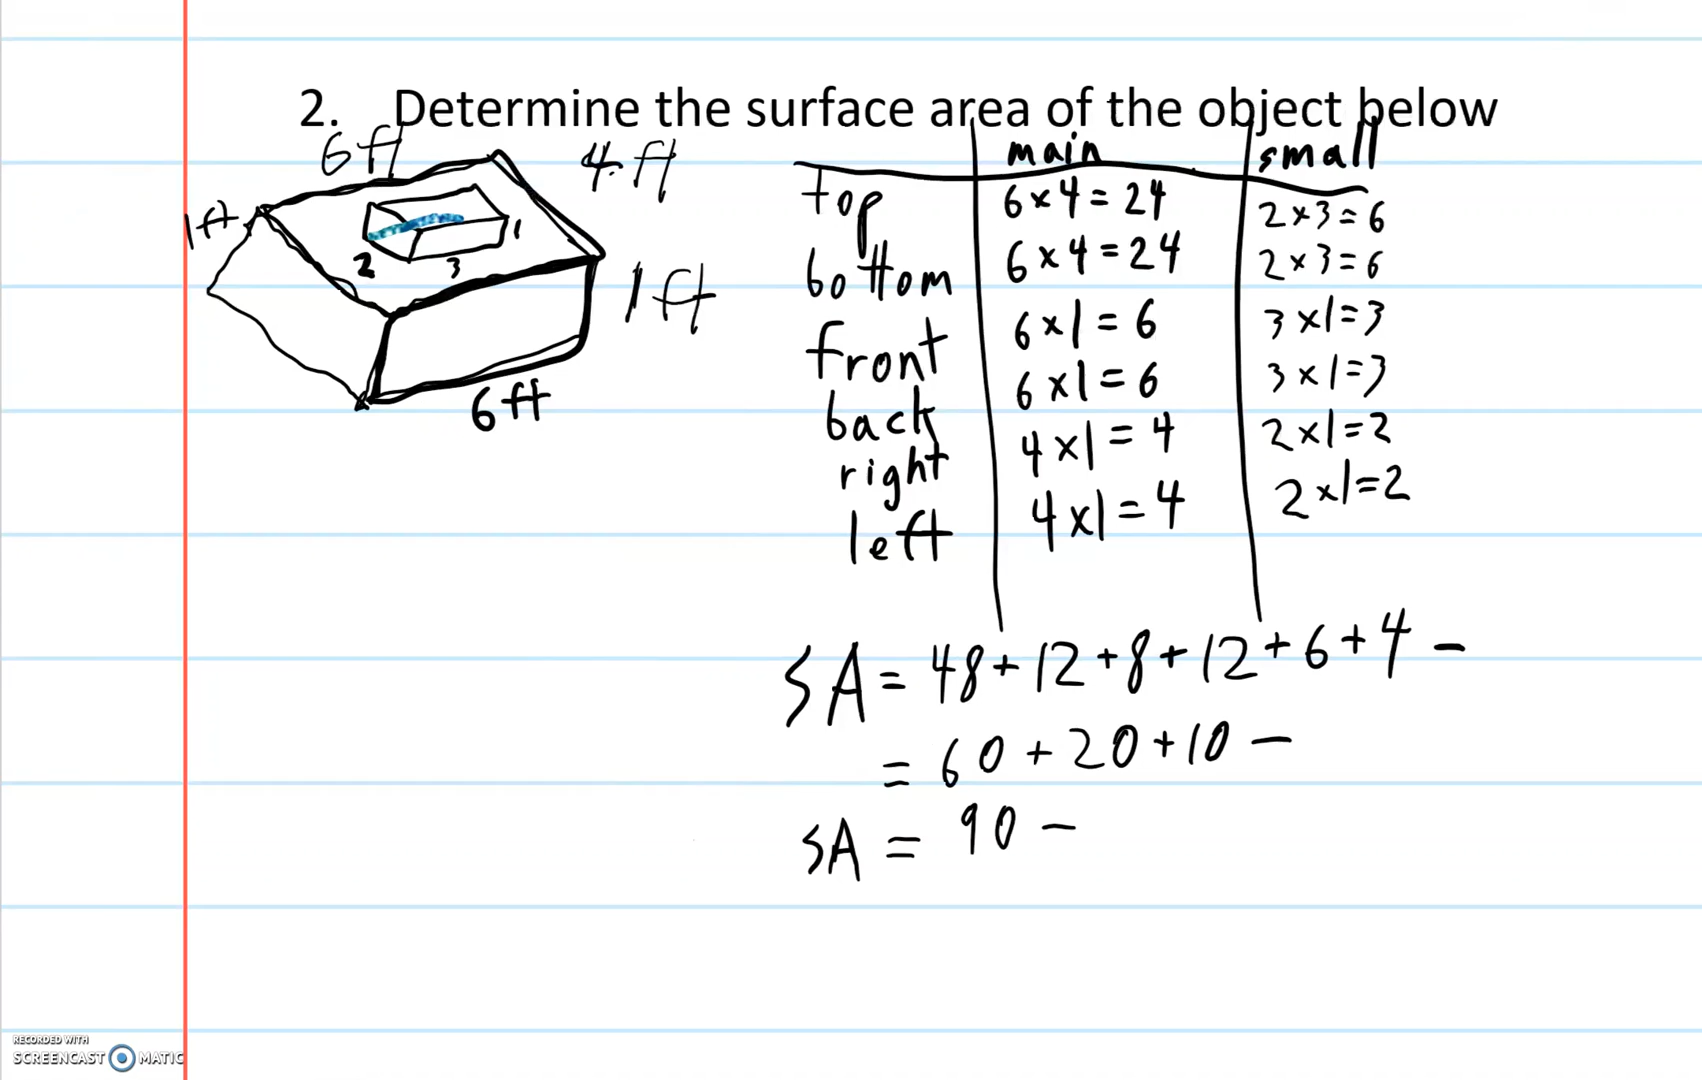 2. Determine the surface area of the object below
6ft
4ft
1ft
2
3
1
1ft
6ft
main small
top 6×4=24 2×3=6
bottom 6×4=24 2×3=6
front 6×1=6 3×1=3
back 6×1=6 3×1=3
right 4×1=4 2×1=2
left 4×1=4 2×1=2
SA = 48+12+8+12+6+4 −
= 60+20+10 −
SA = 90 −
RECORDED WITH
SCREENCAST MATIC